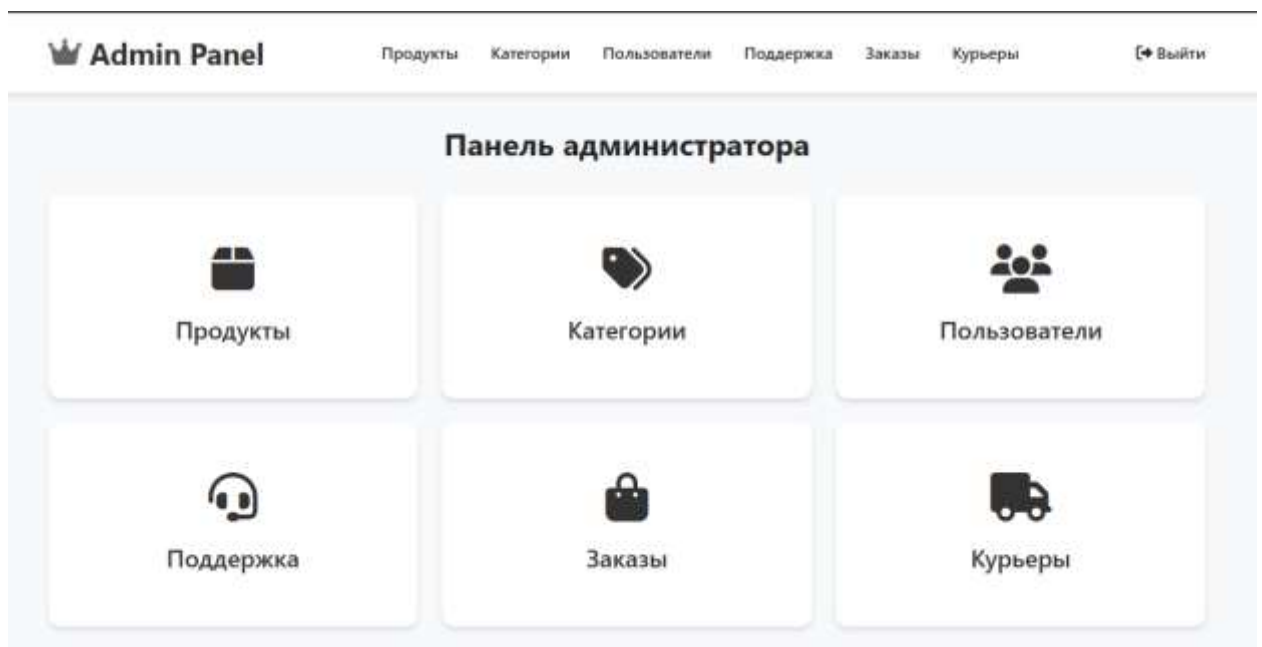 Admin Panel Продукты Категории Пользователи Поддержка Заказы Курьеры Выйти
Панель администратора
Продукты Категории Пользователи
Поддержка Заказы Курьеры